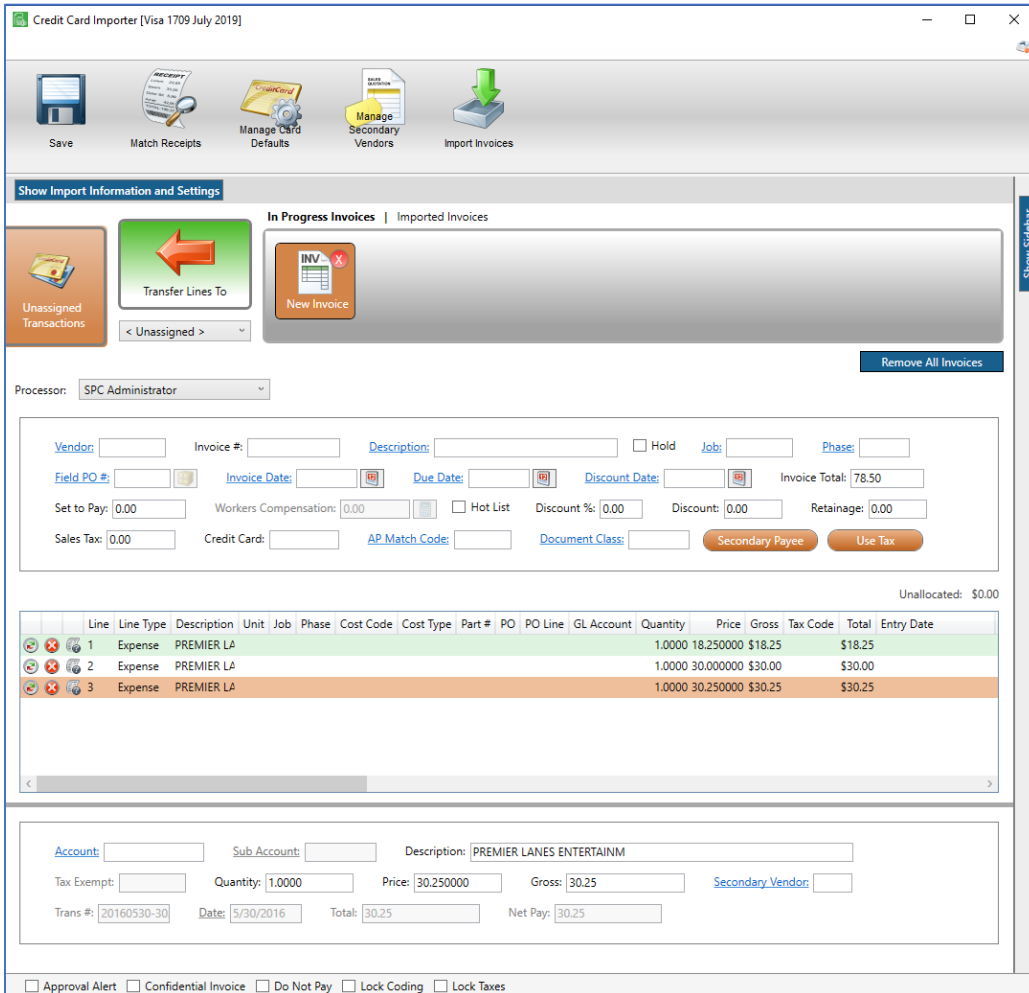 Credit Card Importer [Visa 1709 July 2019]
RECEIPT
CreditCard
SALES QUOTATION
Save Match Receipts Manage Card Defaults Manage Secondary Vendors Import Invoices
Show Import Information and Settings
Show Sidebar
In Progress Invoices | Imported Invoices
Unassigned Transactions
Transfer Lines To
< Unassigned >
INV X
New Invoice
Remove All Invoices
Processor: SPC Administrator
Vendor: Invoice #: Description: Hold Job: Phase:
Field PO #: Invoice Date: 12 Due Date: 12 Discount Date: 12 Invoice Total: 78.50
Set to Pay: 0.00 Workers Compensation: 0.00 Hot List Discount %: 0.00 Discount: 0.00 Retainage: 0.00
Sales Tax: 0.00 Credit Card: AP Match Code: Document Class: Secondary Payee Use Tax
Unallocated: $0.00
Line Line Type Description Unit Job Phase Cost Code Cost Type Part # PO PO Line GL Account Quantity Price Gross Tax Code Total Entry Date
1 Expense PREMIER LA 1.0000 18.250000 $18.25 $18.25
2 Expense PREMIER LA 1.0000 30.000000 $30.00 $30.00
3 Expense PREMIER LA 1.0000 30.250000 $30.25 $30.25
Account: Sub Account: Description: PREMIER LANES ENTERTAINM
Tax Exempt: Quantity: 1.0000 Price: 30.250000 Gross: 30.25 Secondary Vendor:
Trans #: 20160530-30 Date: 5/30/2016 Total: 30.25 Net Pay: 30.25
Approval Alert Confidential Invoice Do Not Pay Lock Coding Lock Taxes